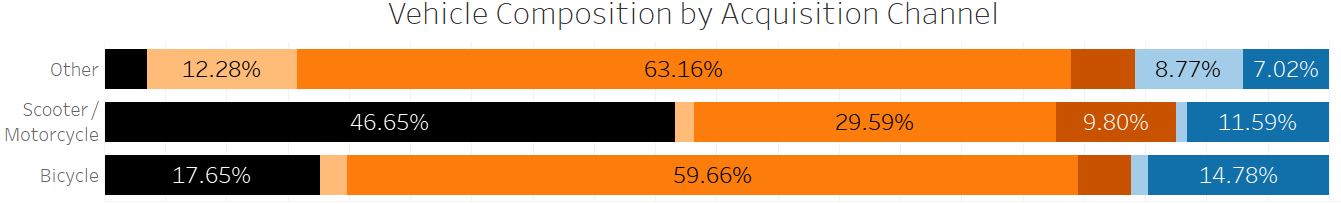 Vehicle Composition by Acquisition Channel
Other 12.28% 63.16% 8.77% 7.02%
Scooter /
Motorcycle 46.65% 29.59% 9.80% 11.59%
Bicycle 17.65% 59.66% 14.78%